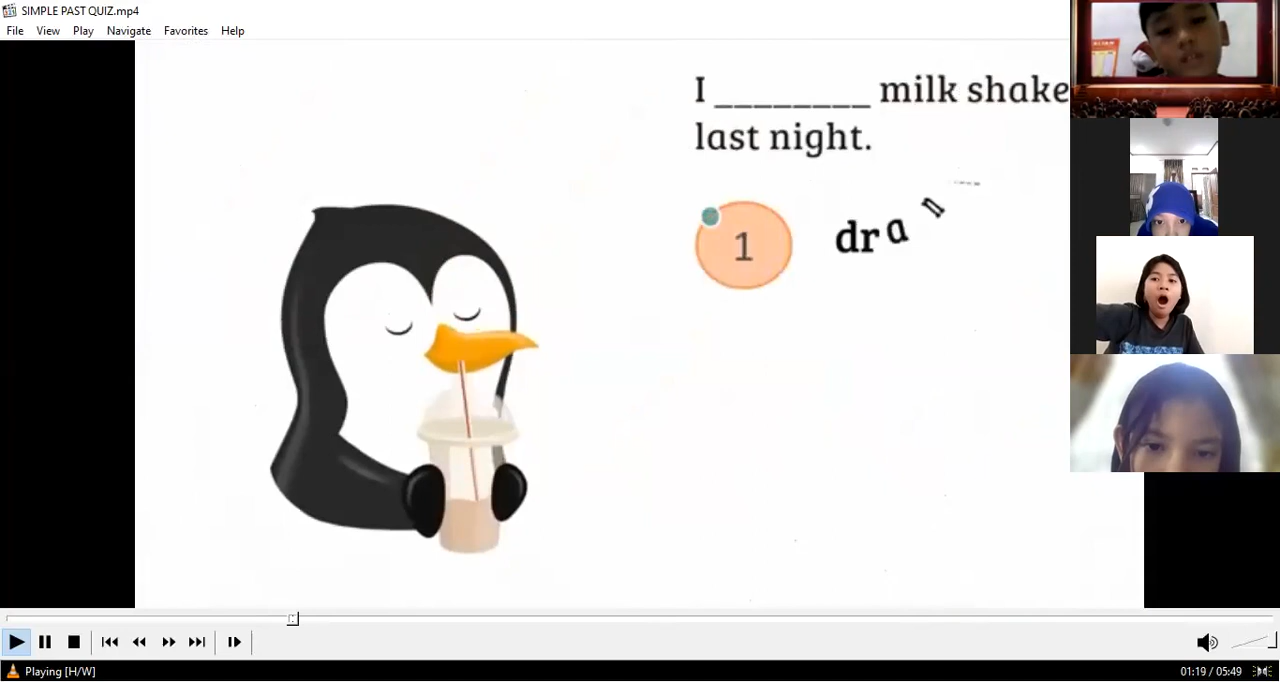 SIMPLE PAST QUIZ.mp4
File View Play Navigate Favorites Help
I ________ milk shake
last night.
1 dran
Playing [H/W] 01:19 / 05:49